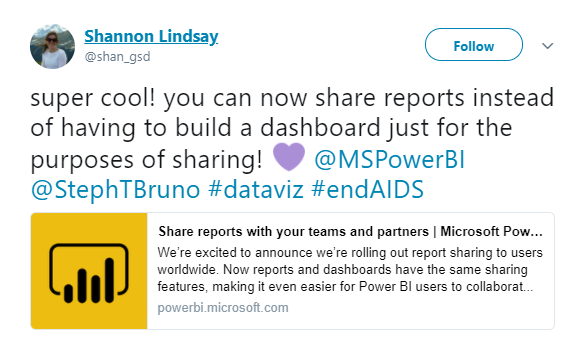 Shannon Lindsay
@shan_gsd
Follow
super cool! you can now share reports instead
of having to build a dashboard just for the
purposes of sharing! 💜 @MSPowerBI
@StephTBruno #dataviz #endAIDS
Share reports with your teams and partners | Microsoft Pow...
We're excited to announce we're rolling out report sharing to users
worldwide. Now reports and dashboards have the same sharing
features, making it even easier for Power BI users to collaborat...
powerbi.microsoft.com